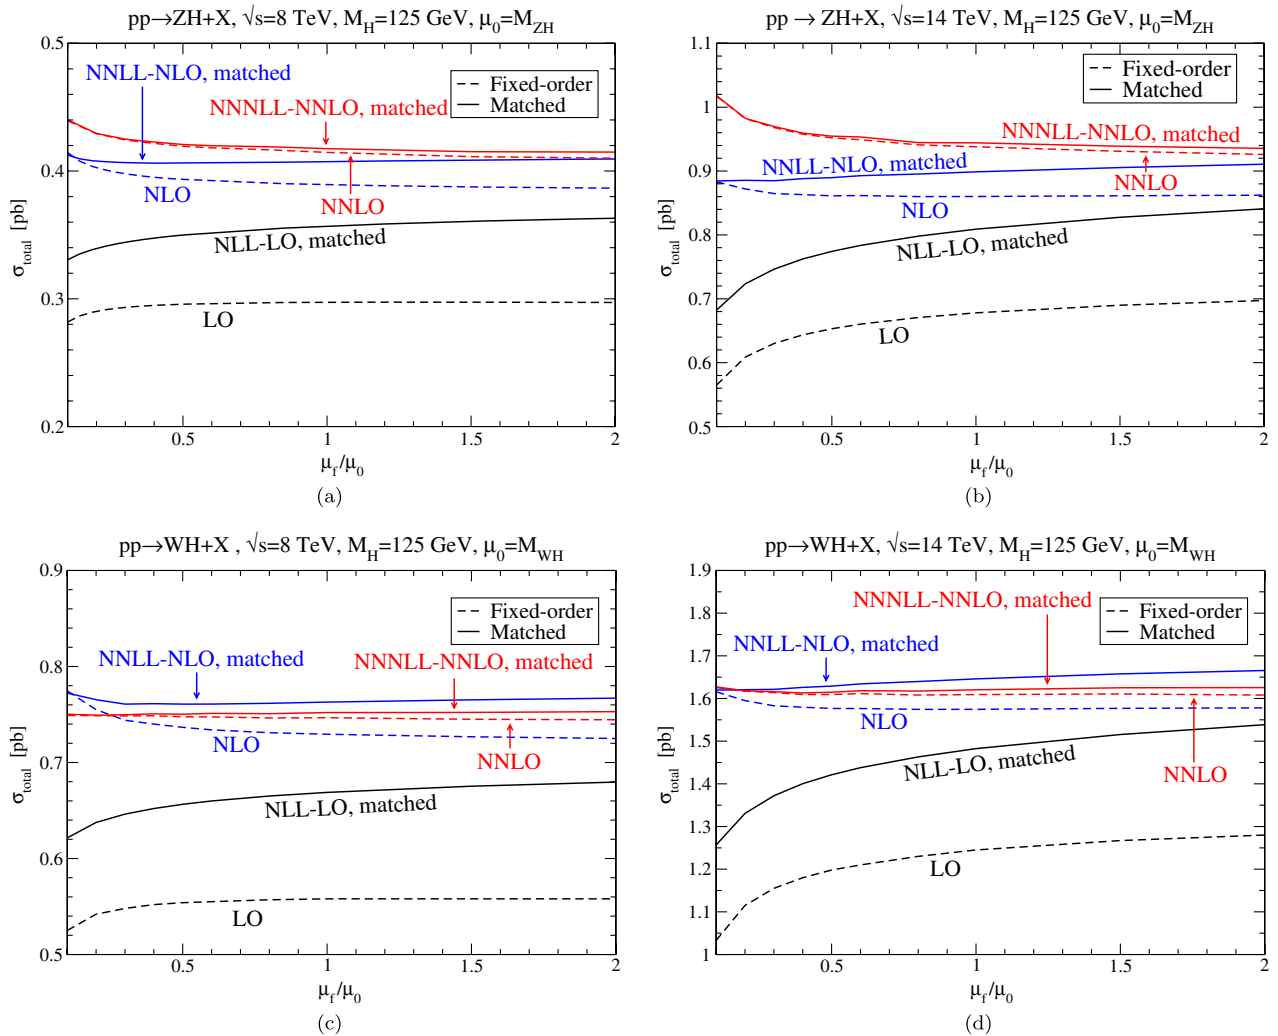 pp→ZH+X, √s=8 TeV, M_H=125 GeV, μ_0=M_ZH
0.5
0.4
0.3
0.2
σ_total [pb]
NNLL-NLO, matched
NNNLL-NNLO, matched
Fixed-order
Matched
NLO
NNLO
NLL-LO, matched
LO
0.5
1
1.5
2
μ_f/μ_0
(a)
pp→ZH+X, √s=14 TeV, M_H=125 GeV, μ_0=M_ZH
1.1
1
0.9
0.8
0.7
0.6
0.5
σ_total [pb]
Fixed-order
Matched
NNNLL-NNLO, matched
NNLL-NLO, matched
NNLO
NLO
NLL-LO, matched
LO
0.5
1
1.5
2
μ_f/μ_0
(b)
pp→WH+X , √s=8 TeV, M_H=125 GeV, μ_0=M_WH
0.9
0.8
0.7
0.6
0.5
σ_total [pb]
Fixed-order
Matched
NNLL-NLO, matched
NNNLL-NNLO, matched
NLO
NNLO
NLL-LO, matched
LO
0.5
1
1.5
2
μ_f/μ_0
(c)
pp→WH+X, √s=14 TeV, M_H=125 GeV, μ_0=M_WH
1.9
1.8
1.7
1.6
1.5
1.4
1.3
1.2
1.1
1
σ_total [pb]
NNNLL-NNLO, matched
Fixed-order
Matched
NNLL-NLO, matched
NLO
NLL-LO, matched
NNLO
LO
0.5
1
1.5
2
μ_f/μ_0
(d)